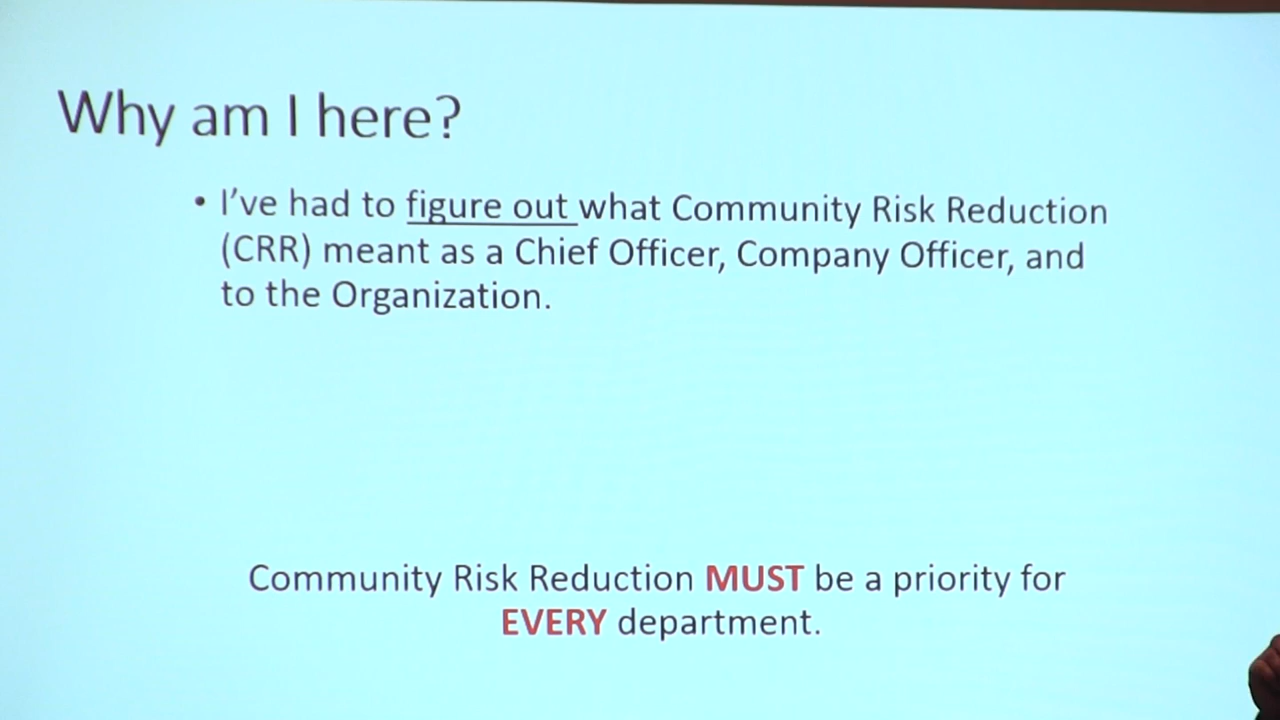 Why am I here?
• I've had to figure out what Community Risk Reduction
(CRR) meant as a Chief Officer, Company Officer, and
to the Organization.
Community Risk Reduction MUST be a priority for
EVERY department.